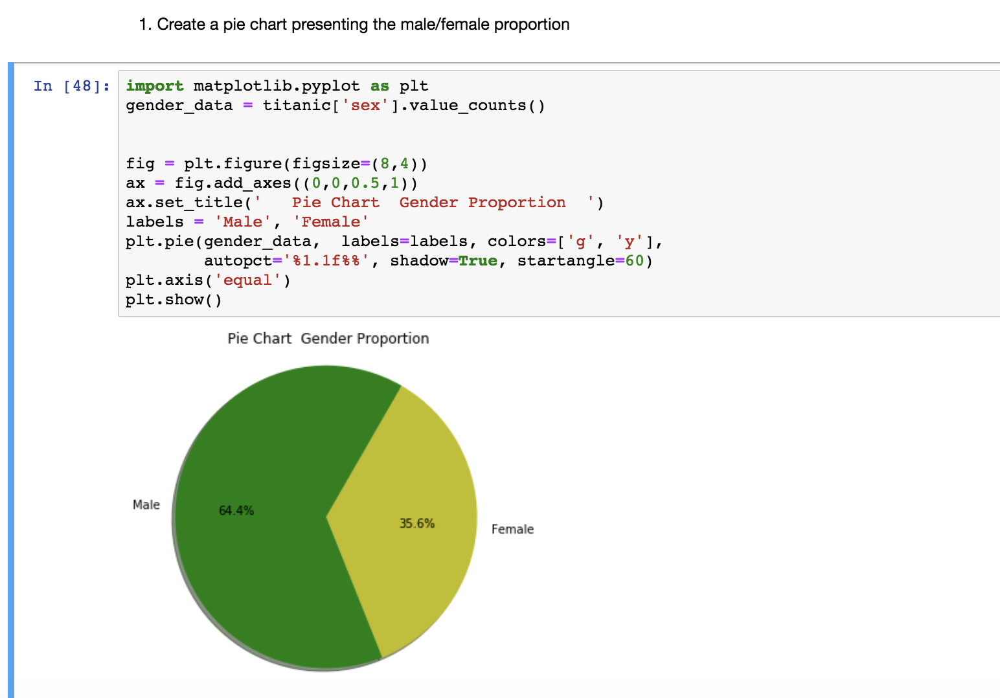 1. Create a pie chart presenting the male/female proportion
In [48]:
import matplotlib.pyplot as plt
gender_data = titanic['sex'].value_counts()
fig = plt.figure(figsize=(8,4))
ax = fig.add_axes((0,0,0.5,1))
ax.set_title('   Pie Chart  Gender Proportion  ')
labels = 'Male', 'Female'
plt.pie(gender_data,  labels=labels, colors=['g', 'y'],
        autopct='%1.1f%%', shadow=True, startangle=60)
plt.axis('equal')
plt.show()
Pie Chart  Gender Proportion
Male
64.4%
35.6%
Female